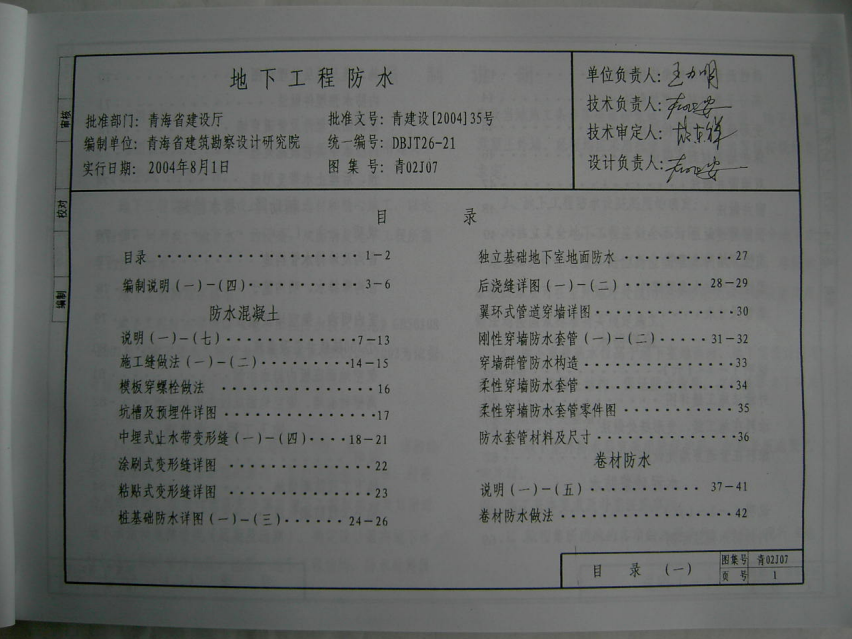 地下工程防水
批准部门：青海省建设厅 批准文号：青建设[2004]35号
编制单位：青海省建筑勘察设计研究院 统一编号：DBJT26-21
实行日期：2004年8月1日 图集号：青02J07
单位负责人：
技术负责人：
技术审定人：
设计负责人：
审核
校对
编制
目 录
目录 ·················· 1-2
编制说明(一)-(四) ·········· 3-6
防水混凝土
说明(一)-(七) ·········· 7-13
施工缝做法(一)-(二) ········ 14-15
模板穿螺栓做法 ············ 16
坑槽及预埋件详图 ··········· 17
中埋式止水带变形缝(一)-(四) ···· 18-21
涂刷式变形缝详图 ··········· 22
粘贴式变形缝详图 ··········· 23
桩基础防水详图(一)-(三) ······ 24-26
独立基础地下室地面防水 ········ 27
后浇缝详图(一)-(二) ········ 28-29
翼环式管道穿墙详图 ·········· 30
刚性穿墙防水套管(一)-(二) ····· 31-32
穿墙群管防水构造 ··········· 33
柔性穿墙防水套管 ··········· 34
柔性穿墙防水套管零件图 ········ 35
防水套管材料及尺寸 ·········· 36
卷材防水
说明(一)-(五) ·········· 37-41
卷材防水做法 ············· 42
目 录 (一)
图集号 青02J07
页 号 1